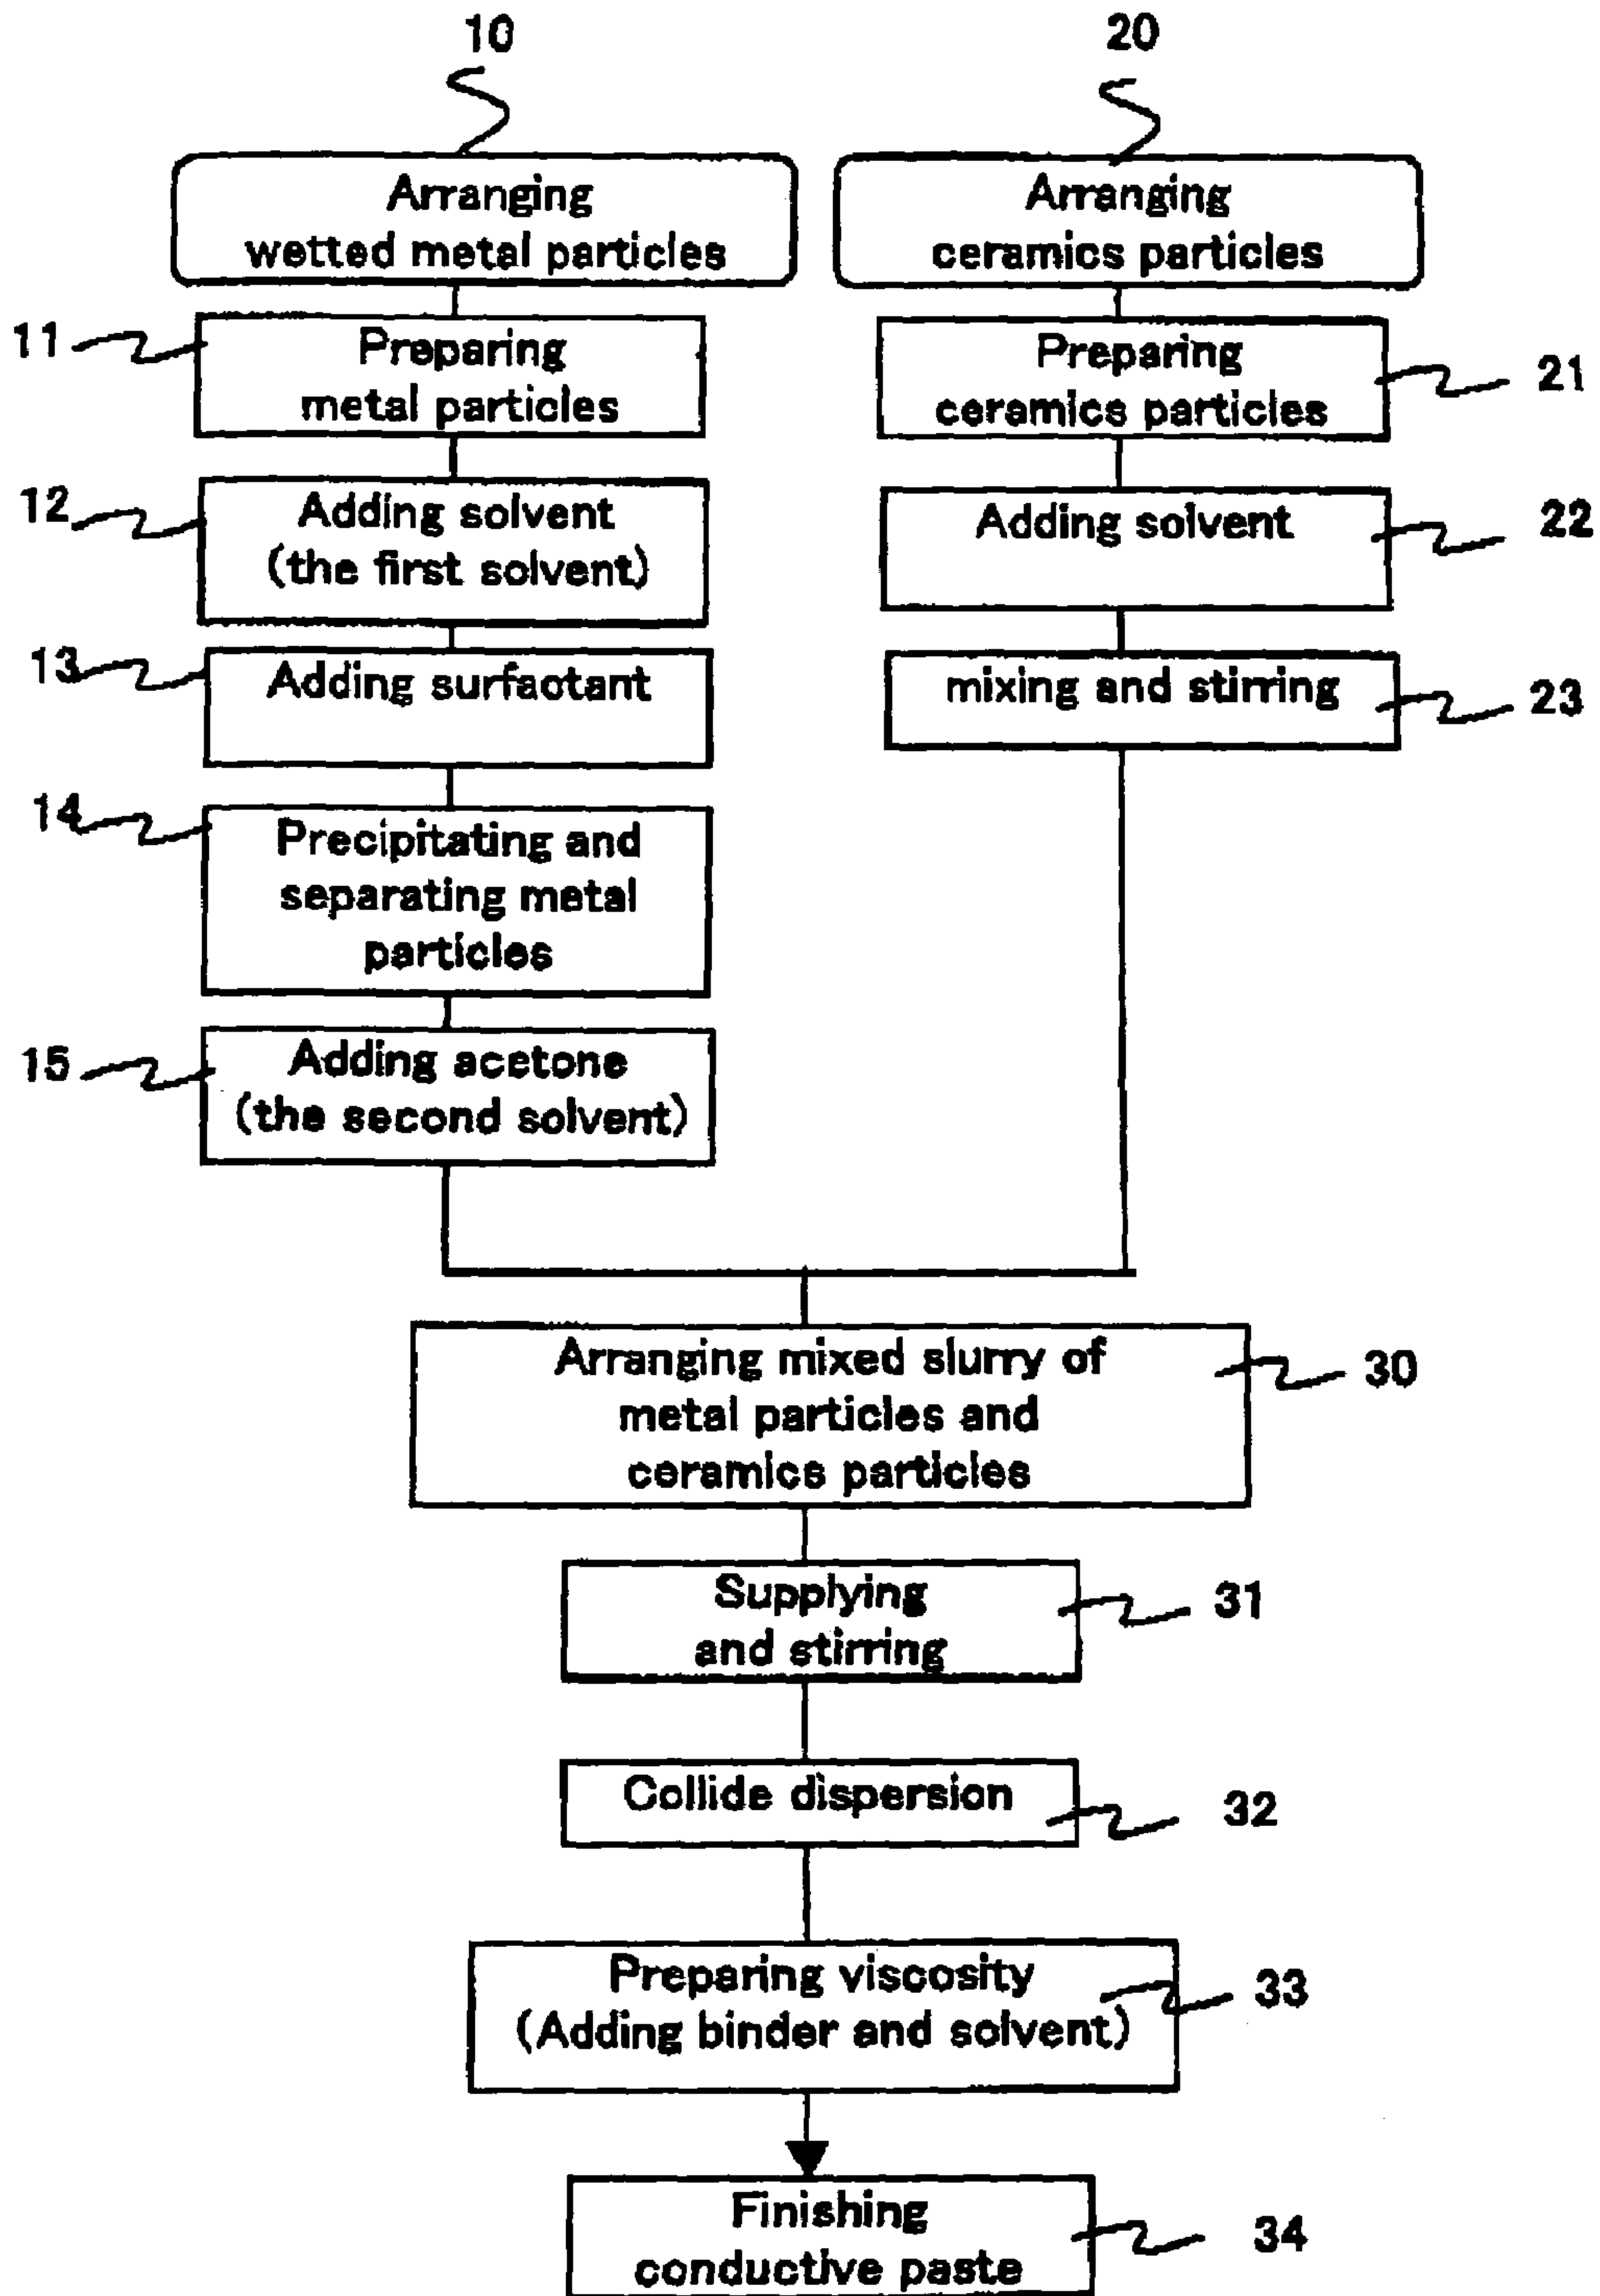 10
Arranging
wetted metal particles
11
Preparing
metal particles
12
Adding solvent
(the first solvent)
13
Adding surfactant
14
Precipitating and
separating metal
particles
15
Adding acetone
(the second solvent)
20
Arranging
ceramics particles
Preparing
ceramics particles
21
Adding solvent
22
mixing and stirring
23
Arranging mixed slurry of
metal particles and
ceramics particles
30
Supplying
and stirring
31
Collide dispersion
32
Preparing viscosity
(Adding binder and solvent)
33
Finishing
conductive paste
34